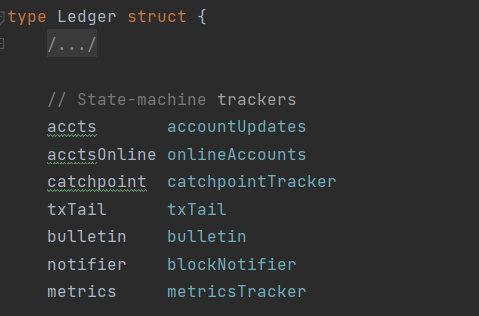 type Ledger struct {
/.../
// State-machine trackers
accts accountUpdates
acctsOnline onlineAccounts
catchpoint catchpointTracker
txTail txTail
bulletin bulletin
notifier blockNotifier
metrics metricsTracker